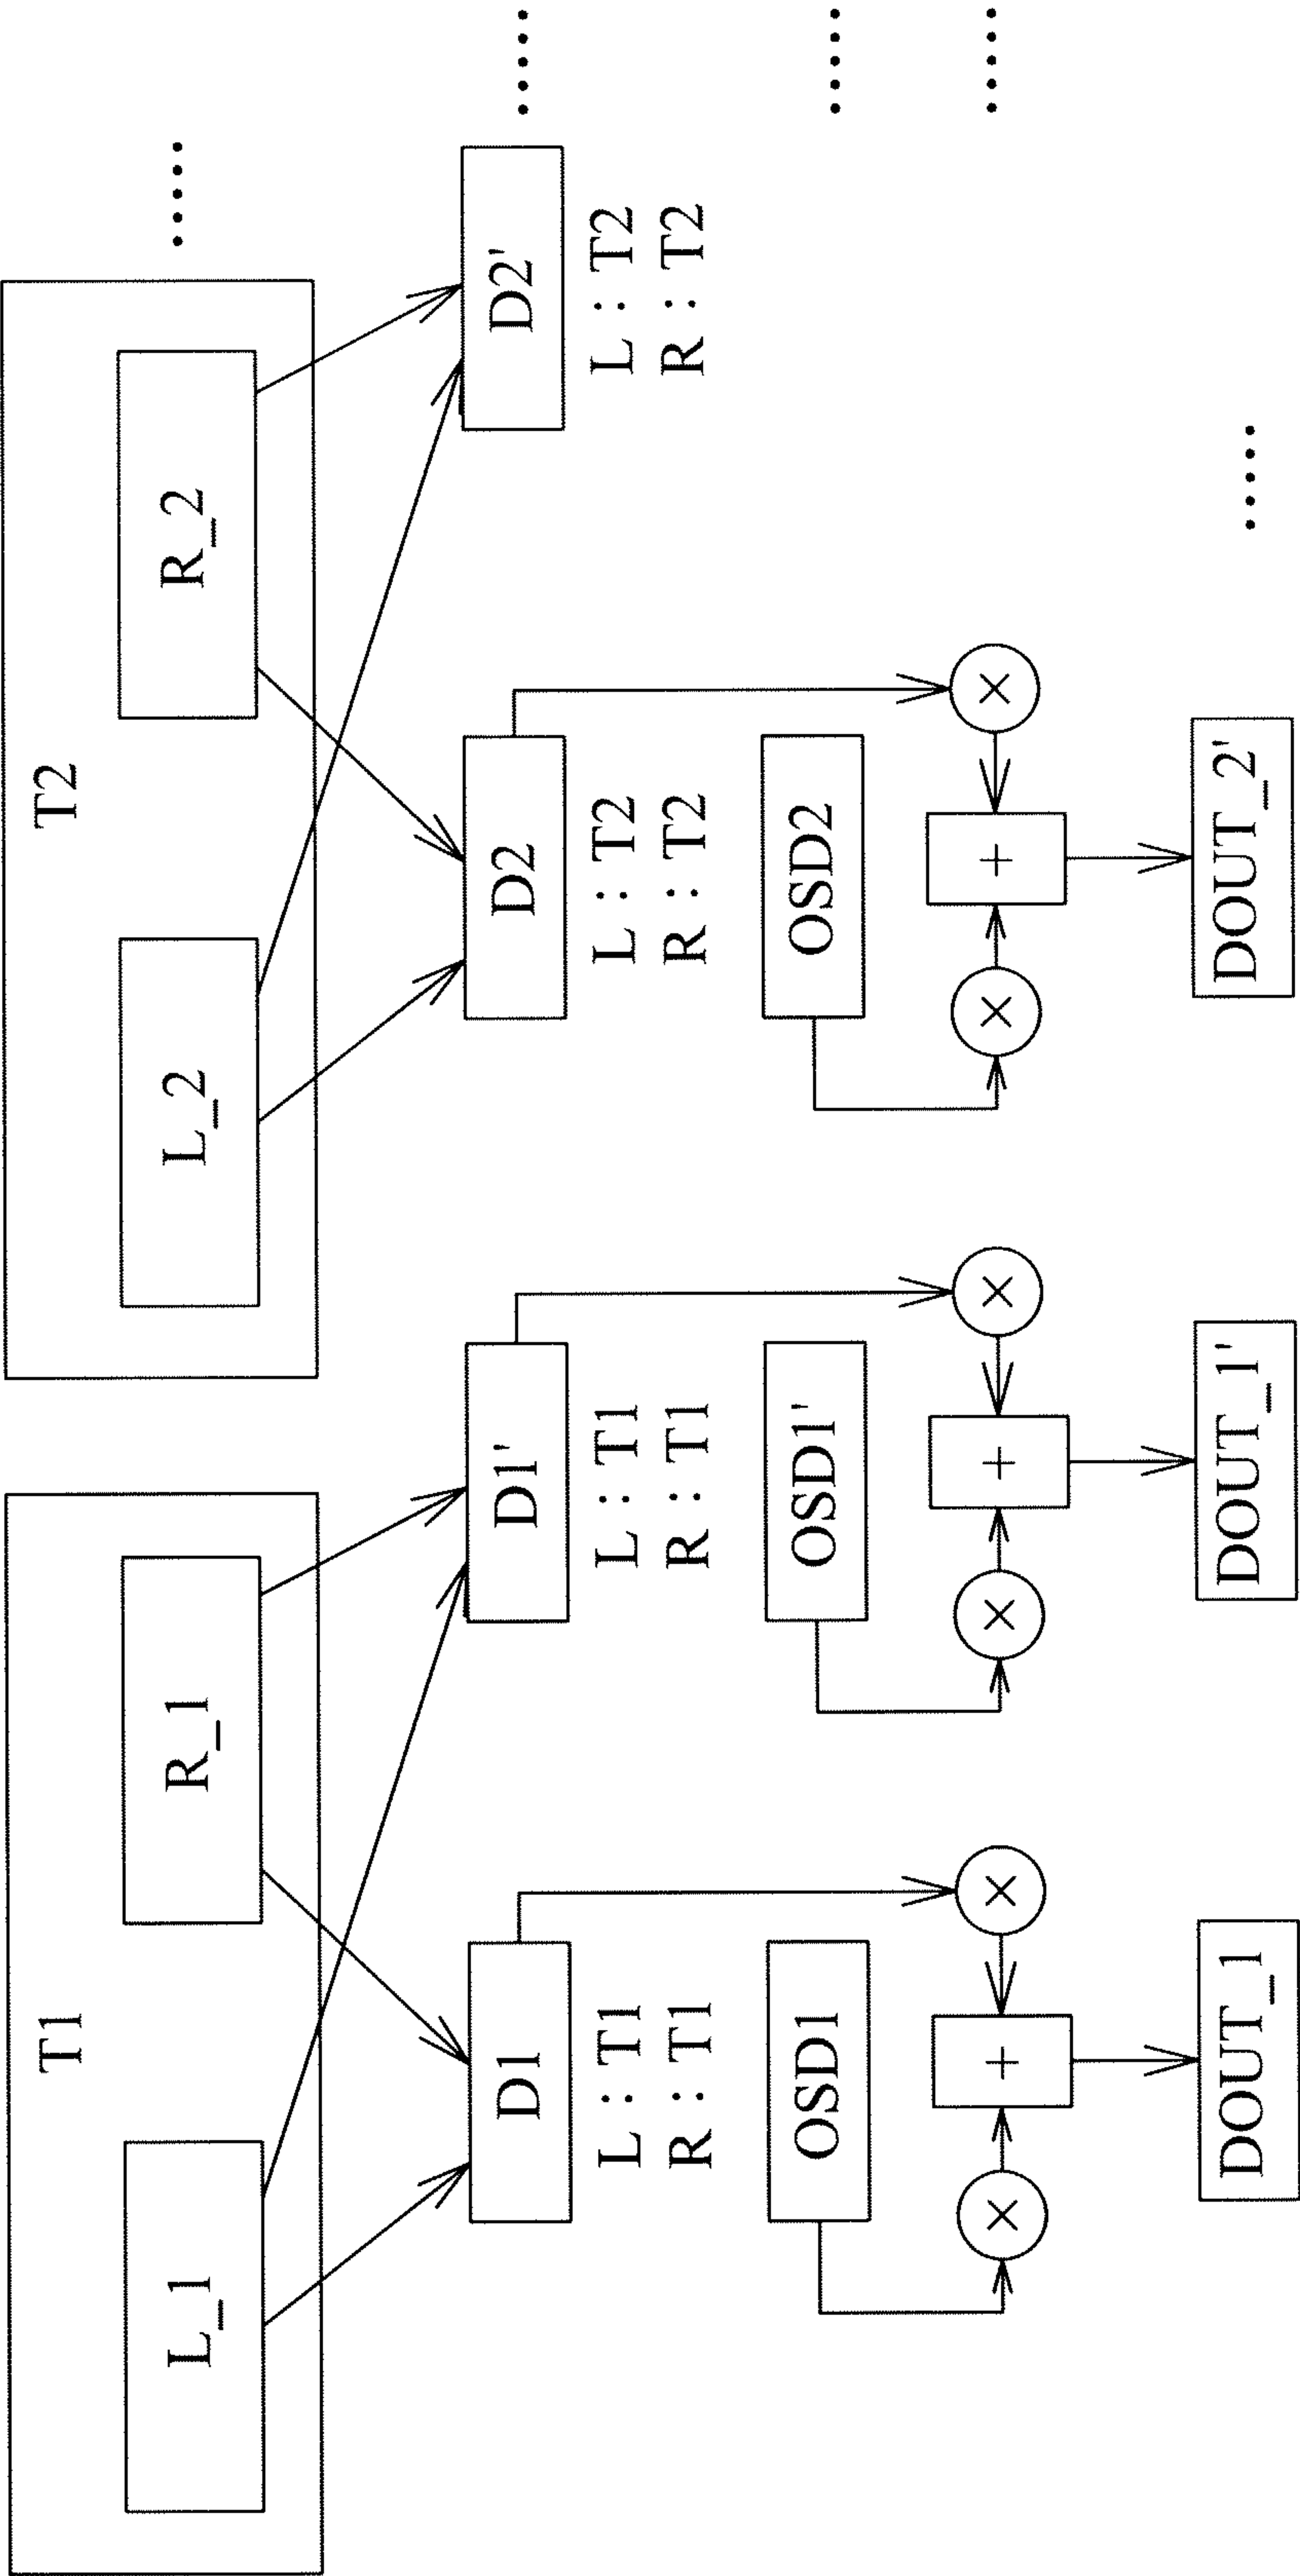 T1
T2
L_1
R_1
L_2
R_2
.....
D1
D1'
D2
D2'
.....
L : T1
L : T1
L : T2
L : T2
R : T1
R : T1
R : T2
R : T2
OSD1
OSD1'
OSD2
.....
×
×
×
×
×
×
.....
+
+
+
DOUT_1
DOUT_1'
DOUT_2'
.....